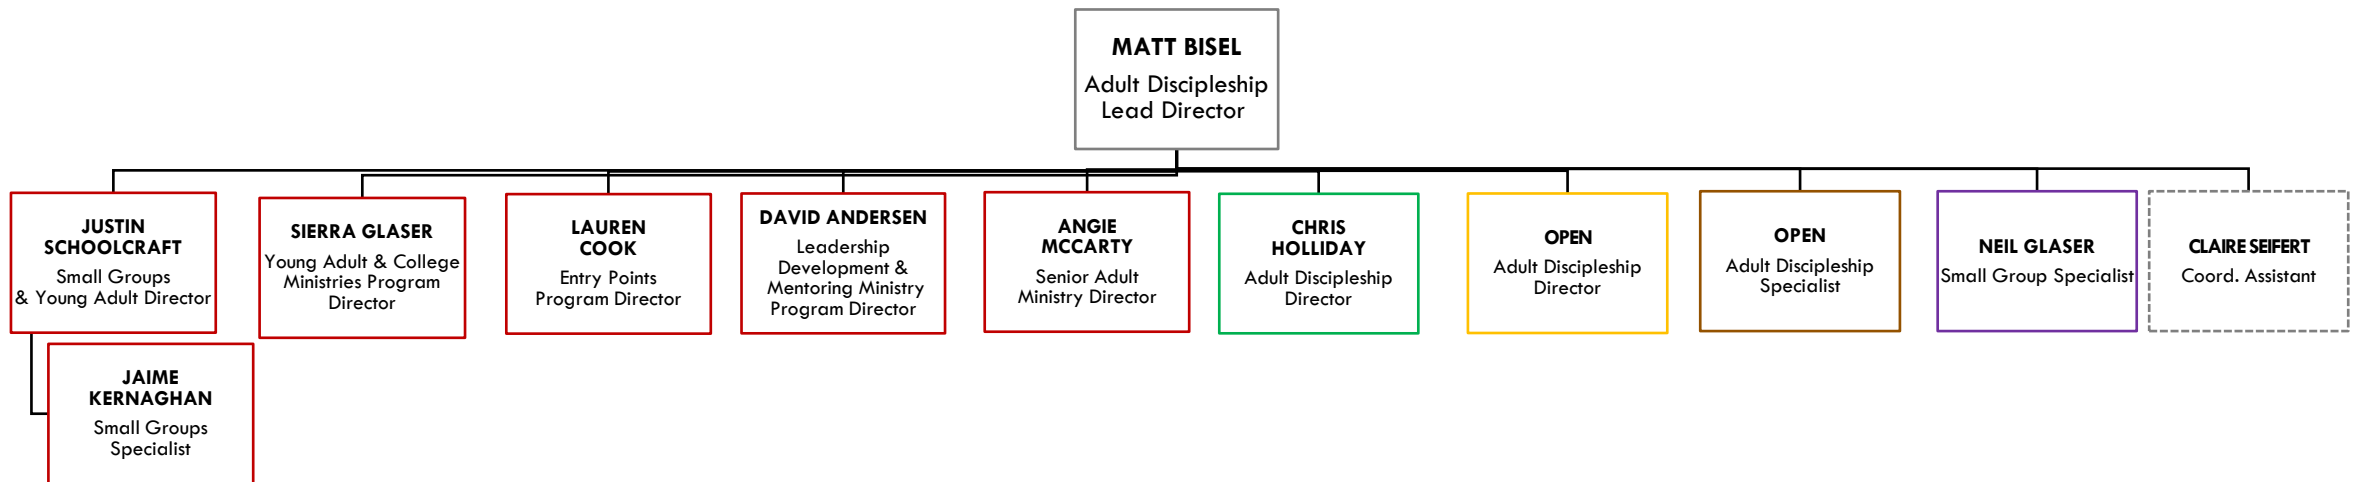 MATT BISEL
Adult Discipleship
Lead Director
JUSTIN
SCHOOLCRAFT
Small Groups
& Young Adult Director
SIERRA GLASER
Young Adult & College
Ministries Program
Director
LAUREN
COOK
Entry Points
Program Director
DAVID ANDERSEN
Leadership
Development &
Mentoring Ministry
Program Director
ANGIE
MCCARTY
Senior Adult
Ministry Director
CHRIS
HOLLIDAY
Adult Discipleship
Director
OPEN
Adult Discipleship
Director
OPEN
Adult Discipleship
Specialist
NEIL GLASER
Small Group Specialist
CLAIRE SEIFERT
Coord. Assistant
JAIME
KERNAGHAN
Small Groups
Specialist